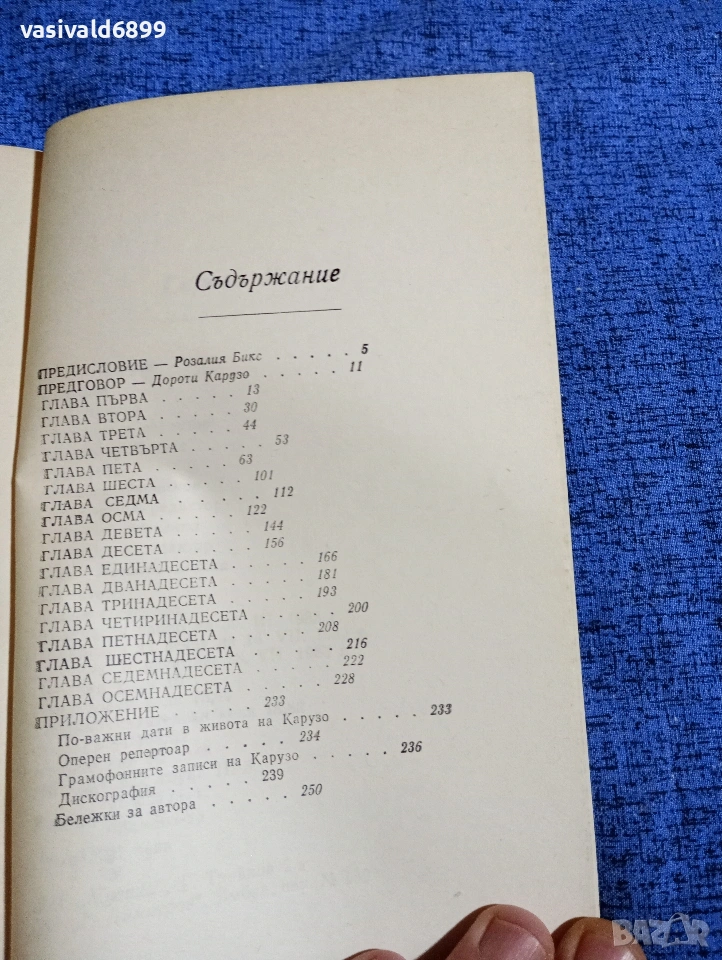 vasivald6899
Съдържание
ПРЕДИСЛОВИЕ — Розалия Бикс . . . . . 5
ПРЕДГОВОР — Дороти Карузо . . . . . 11
ГЛАВА ПЪРВА . . . . . 13
ГЛАВА ВТОРА . . . . . 30
ГЛАВА ТРЕТА . . . . . 44
ГЛАВА ЧЕТВЪРТА . . . . . 53
ГЛАВА ПЕТА . . . . . 63
ГЛАВА ШЕСТА . . . . . 101
ГЛАВА СЕДМА . . . . . 112
ГЛАВА ОСМА . . . . . 122
ГЛАВА ДЕВЕТА . . . . . 144
ГЛАВА ДЕСЕТА . . . . . 156
ГЛАВА ЕДИНАДЕСЕТА . . . . . 166
ГЛАВА ДВАНАДЕСЕТА . . . . . 181
ГЛАВА ТРИНАДЕСЕТА . . . . . 193
ГЛАВА ЧЕТИРИНАДЕСЕТА . . . . . 200
ГЛАВА ПЕТНАДЕСЕТА . . . . . 208
ГЛАВА ШЕСТНАДЕСЕТА . . . . . 216
ГЛАВА СЕДЕМНАДЕСЕТА . . . . . 222
ГЛАВА ОСЕМНАДЕСЕТА . . . . . 228
ПРИЛОЖЕНИЕ . . . . . 233
По-важни дати в живота на Карузо . . . . . 233
Оперен репертоар . . . . . 234
Грамофонните записи на Карузо . . . . . 236
Дискография . . . . . 239
Бележки за автора . . . . . 250
BAZAR